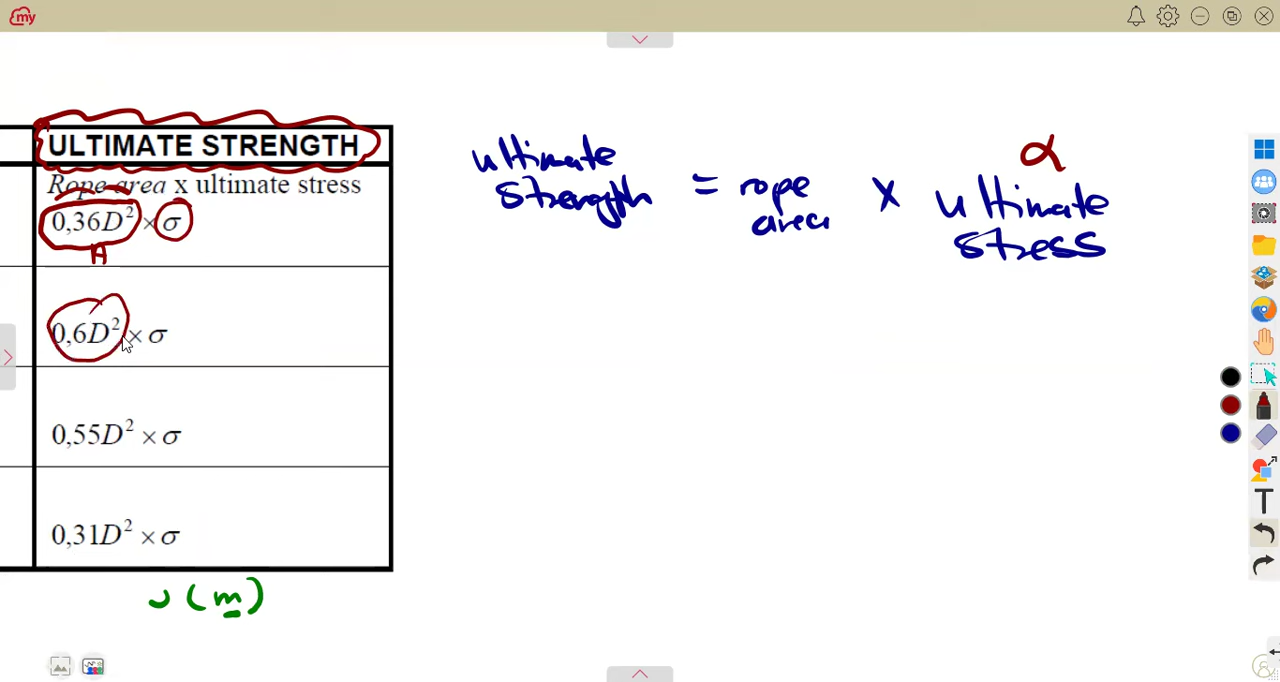 my
ULTIMATE STRENGTH
Rope area x ultimate stress
0,36D² × σ
A
0,6D² × σ
0,55D² × σ
0,31D² × σ
ultimate strength = rope area x ultimate stress
α
(m)
T